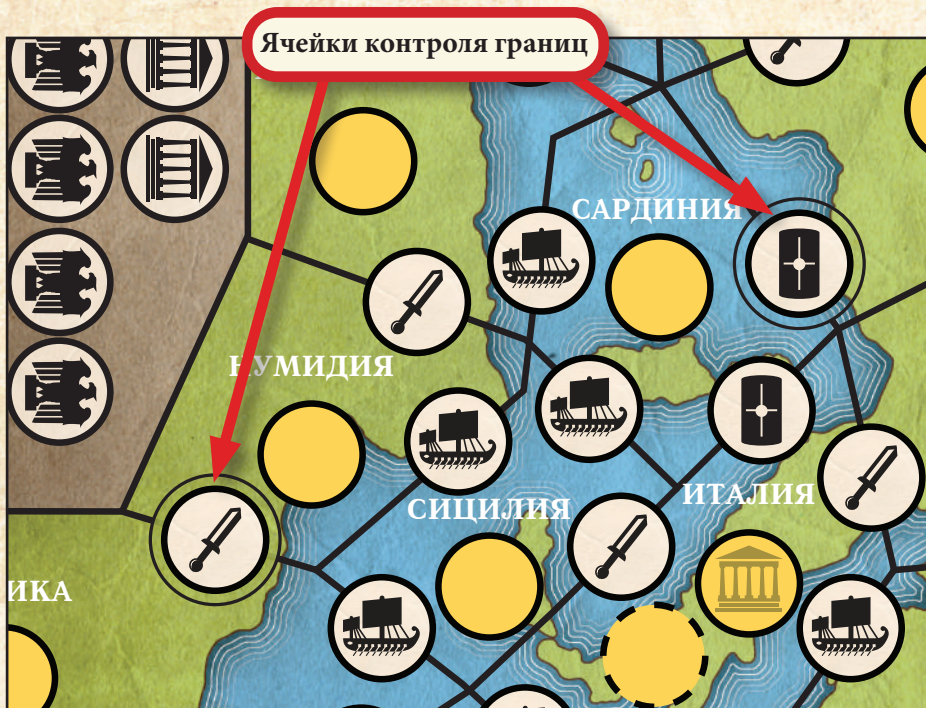 Ячейки контроля границ
САРДИНИЯ
НУМИДИЯ
СИЦИЛИЯ
ИТАЛИЯ
ИКА